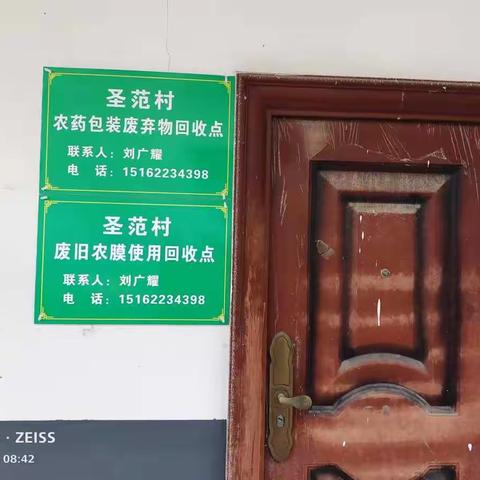 圣范村
农药包装废弃物回收点
联系人：刘广耀
电 话：15162234398
圣范村
废旧农膜使用回收点
联系人：刘广耀
电 话：15162234398
· ZEISS
08:42